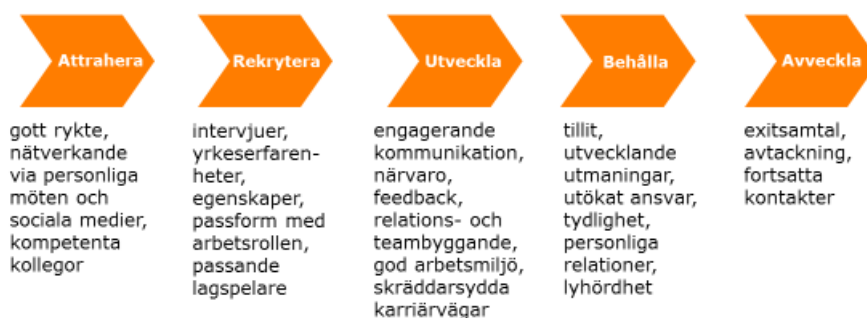 Attrahera
Rekrytera
Utveckla
Behålla
Avveckla
gott rykte,
nätverkande
via personliga
möten och
sociala medier,
kompetenta
kollegor
intervjuer,
yrkeserfaren-
heter,
egenskaper,
passform med
arbetsrollen,
passande
lagspelare
engagerande
kommunikation,
närvaro,
feedback,
relations- och
teambyggande,
god arbetsmiljö,
skräddarsydda
karriärvägar
tillit,
utvecklande
utmaningar,
utökat ansvar,
tydlighet,
personliga
relationer,
lyhördhet
exitsamtal,
avtackning,
fortsatta
kontakter